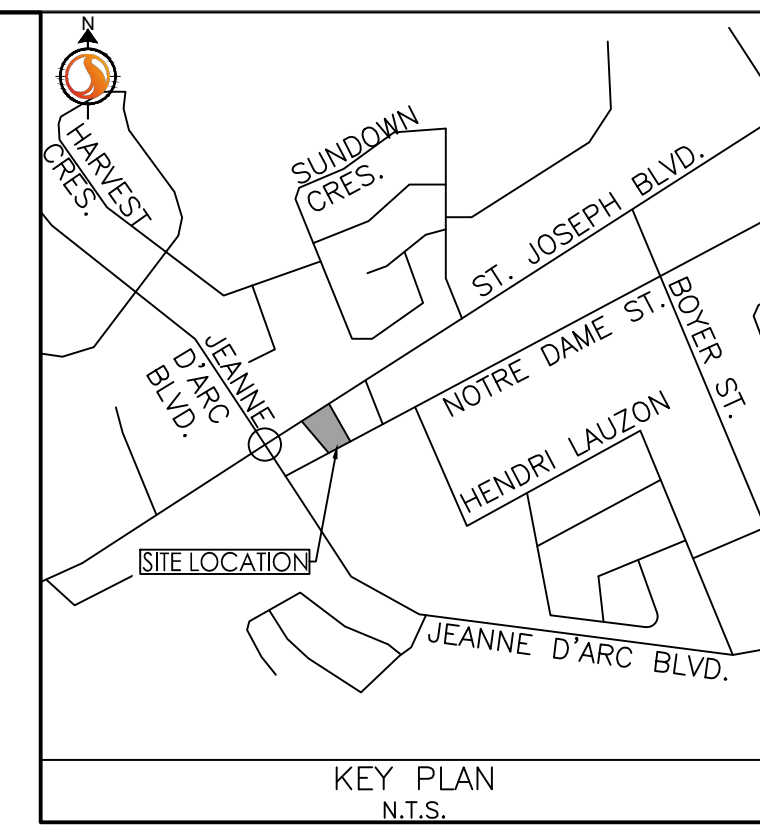 N
HARVEST
CRES.
SUNDOWN
CRES.
ST. JOSEPH BLVD.
NOTRE DAME ST.
BOYER ST.
JEANNE
D'ARC
BLVD.
HENDRI LAUZON
SITE LOCATION
JEANNE D'ARC BLVD.
KEY PLAN
N.T.S.